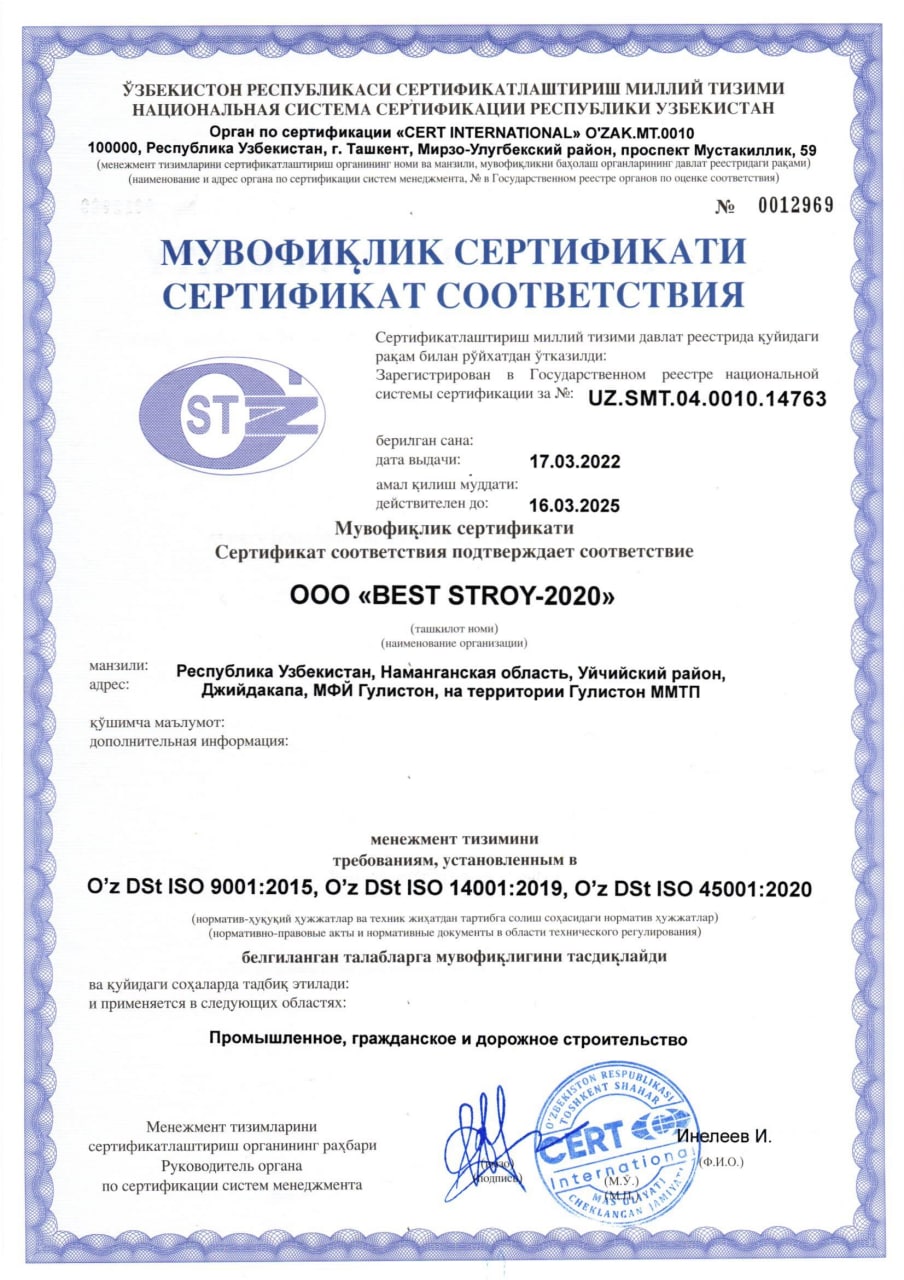 ЎЗБЕКИСТОН РЕСПУБЛИКАСИ СЕРТИФИКАТЛАШТИРИШ МИЛЛИЙ ТИЗИМИ
НАЦИОНАЛЬНАЯ СИСТЕМА СЕРТИФИКАЦИИ РЕСПУБЛИКИ УЗБЕКИСТАН
Орган по сертификации «CERT INTERNATIONAL» O'ZAK.MT.0010
100000, Республика Узбекистан, г. Ташкент, Мирзо-Улугбекский район, проспект Мустакиллик, 59
(менежмент тизимларини сертификатлаштириш органининг номи ва манзили, мувофиқликни баҳолаш органларининг давлат реестридаги рақами)
(наименование и адрес органа по сертификации систем менеджмента, № в Государственном реестре органов по оценке соответствия)
№ 0012969
МУВОФИҚЛИК СЕРТИФИКАТИ
СЕРТИФИКАТ СООТВЕТСТВИЯ
Сертификатлаштириш миллий тизими давлат реестрида қуйидаги
рақам билан рўйхатдан ўтказилди:
Зарегистрирован в Государственном реестре национальной
системы сертификации за №: UZ.SMT.04.0010.14763
ST
берилган сана:
дата выдачи: 17.03.2022
амал қилиш муддати:
действителен до: 16.03.2025
Мувофиқлик сертификати
Сертификат соответствия подтверждает соответствие
ООО «BEST STROY-2020»
(ташкилот номи)
(наименование организации)
манзили:
адрес:
Республика Узбекистан, Наманганская область, Уйчийский район,
Джийдакапа, МФЙ Гулистон, на территории Гулистон ММТП
қўшимча маълумот:
дополнительная информация:
менежмент тизимини
требованиям, установленным в
O'z DSt ISO 9001:2015, O'z DSt ISO 14001:2019, O'z DSt ISO 45001:2020
(норматив-ҳуқуқий ҳужжатлар ва техник жиҳатдан тартибга солиш соҳасидаги норматив ҳужжатлар)
(нормативно-правовые акты и нормативные документы в области технического регулирования)
белгиланган талабларга мувофиқлигини тасдиқлайди
ва қуйидаги соҳаларда тадбиқ этилади:
и применяется в следующих областях:
Промышленное, гражданское и дорожное строительство
Менежмент тизимларини
сертификатлаштириш органининг раҳбари
Руководитель органа
по сертификации систем менеджмента
(имзо)
(подпись)
O'ZBEKISTON RESPUBLIKASI
TOSHKENT SHAHAR
CERT
International
MAS'ULIYATI
CHEKLANGAN JAMIYATI
(М.Ў.)
(М.П.)
Инелеев И.
(Ф.И.О.)